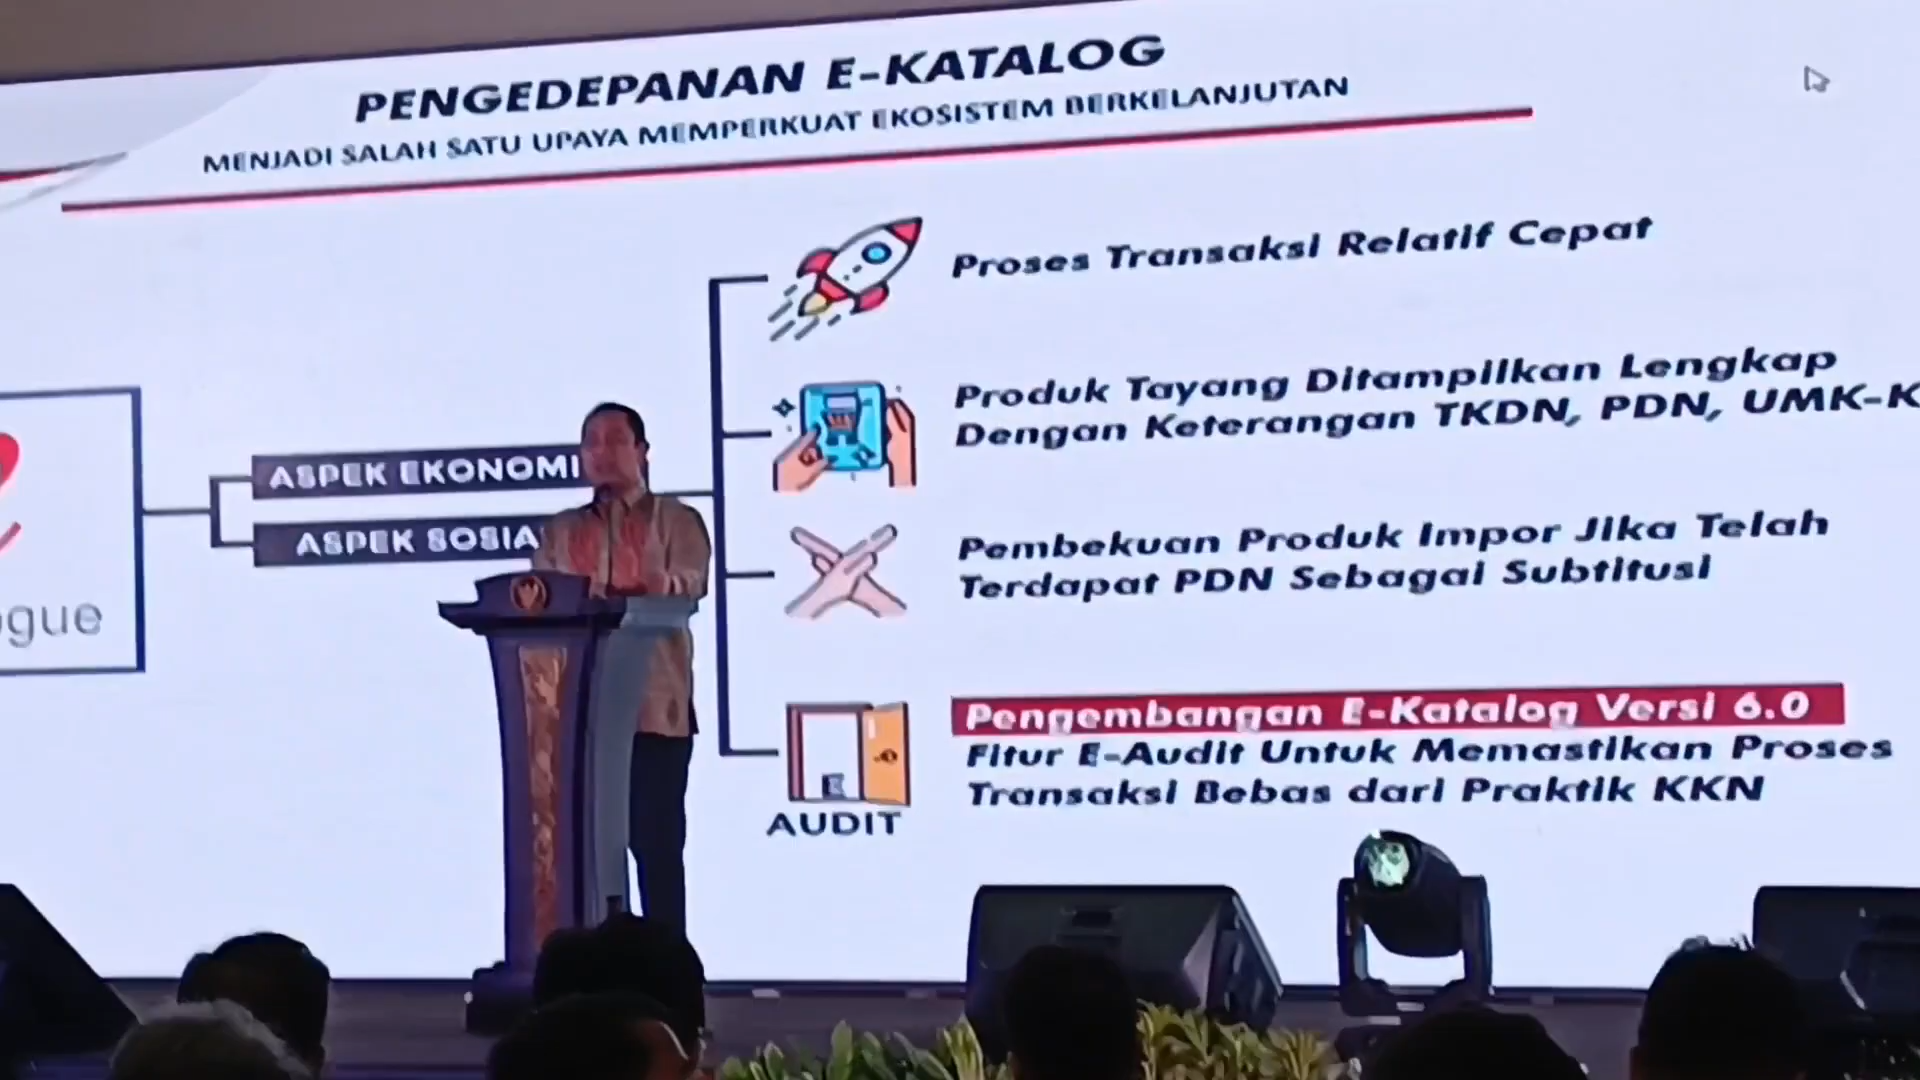 PENGEDEPANAN E-KATALOG
MENJADI SALAH SATU UPAYA MEMPERKUAT EKOSISTEM BERKELANJUTAN
Proses Transaksi Relatif Cepat
Produk Tayang Ditampilkan Lengkap
Dengan Keterangan TKDN, PDN, UMK-K
ASPEK EKONOMI
ASPEK SOSIA
gue
Pembekuan Produk Impor Jika Telah
Terdapat PDN Sebagai Subtitusi
Pengembangan E-Katalog Versi 6.0
Fitur E-Audit Untuk Memastikan Proses
Transaksi Bebas dari Praktik KKN
AUDIT